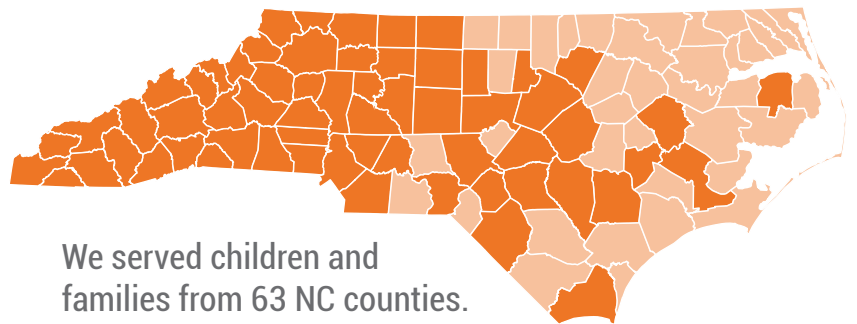 We served children and
families from 63 NC counties.